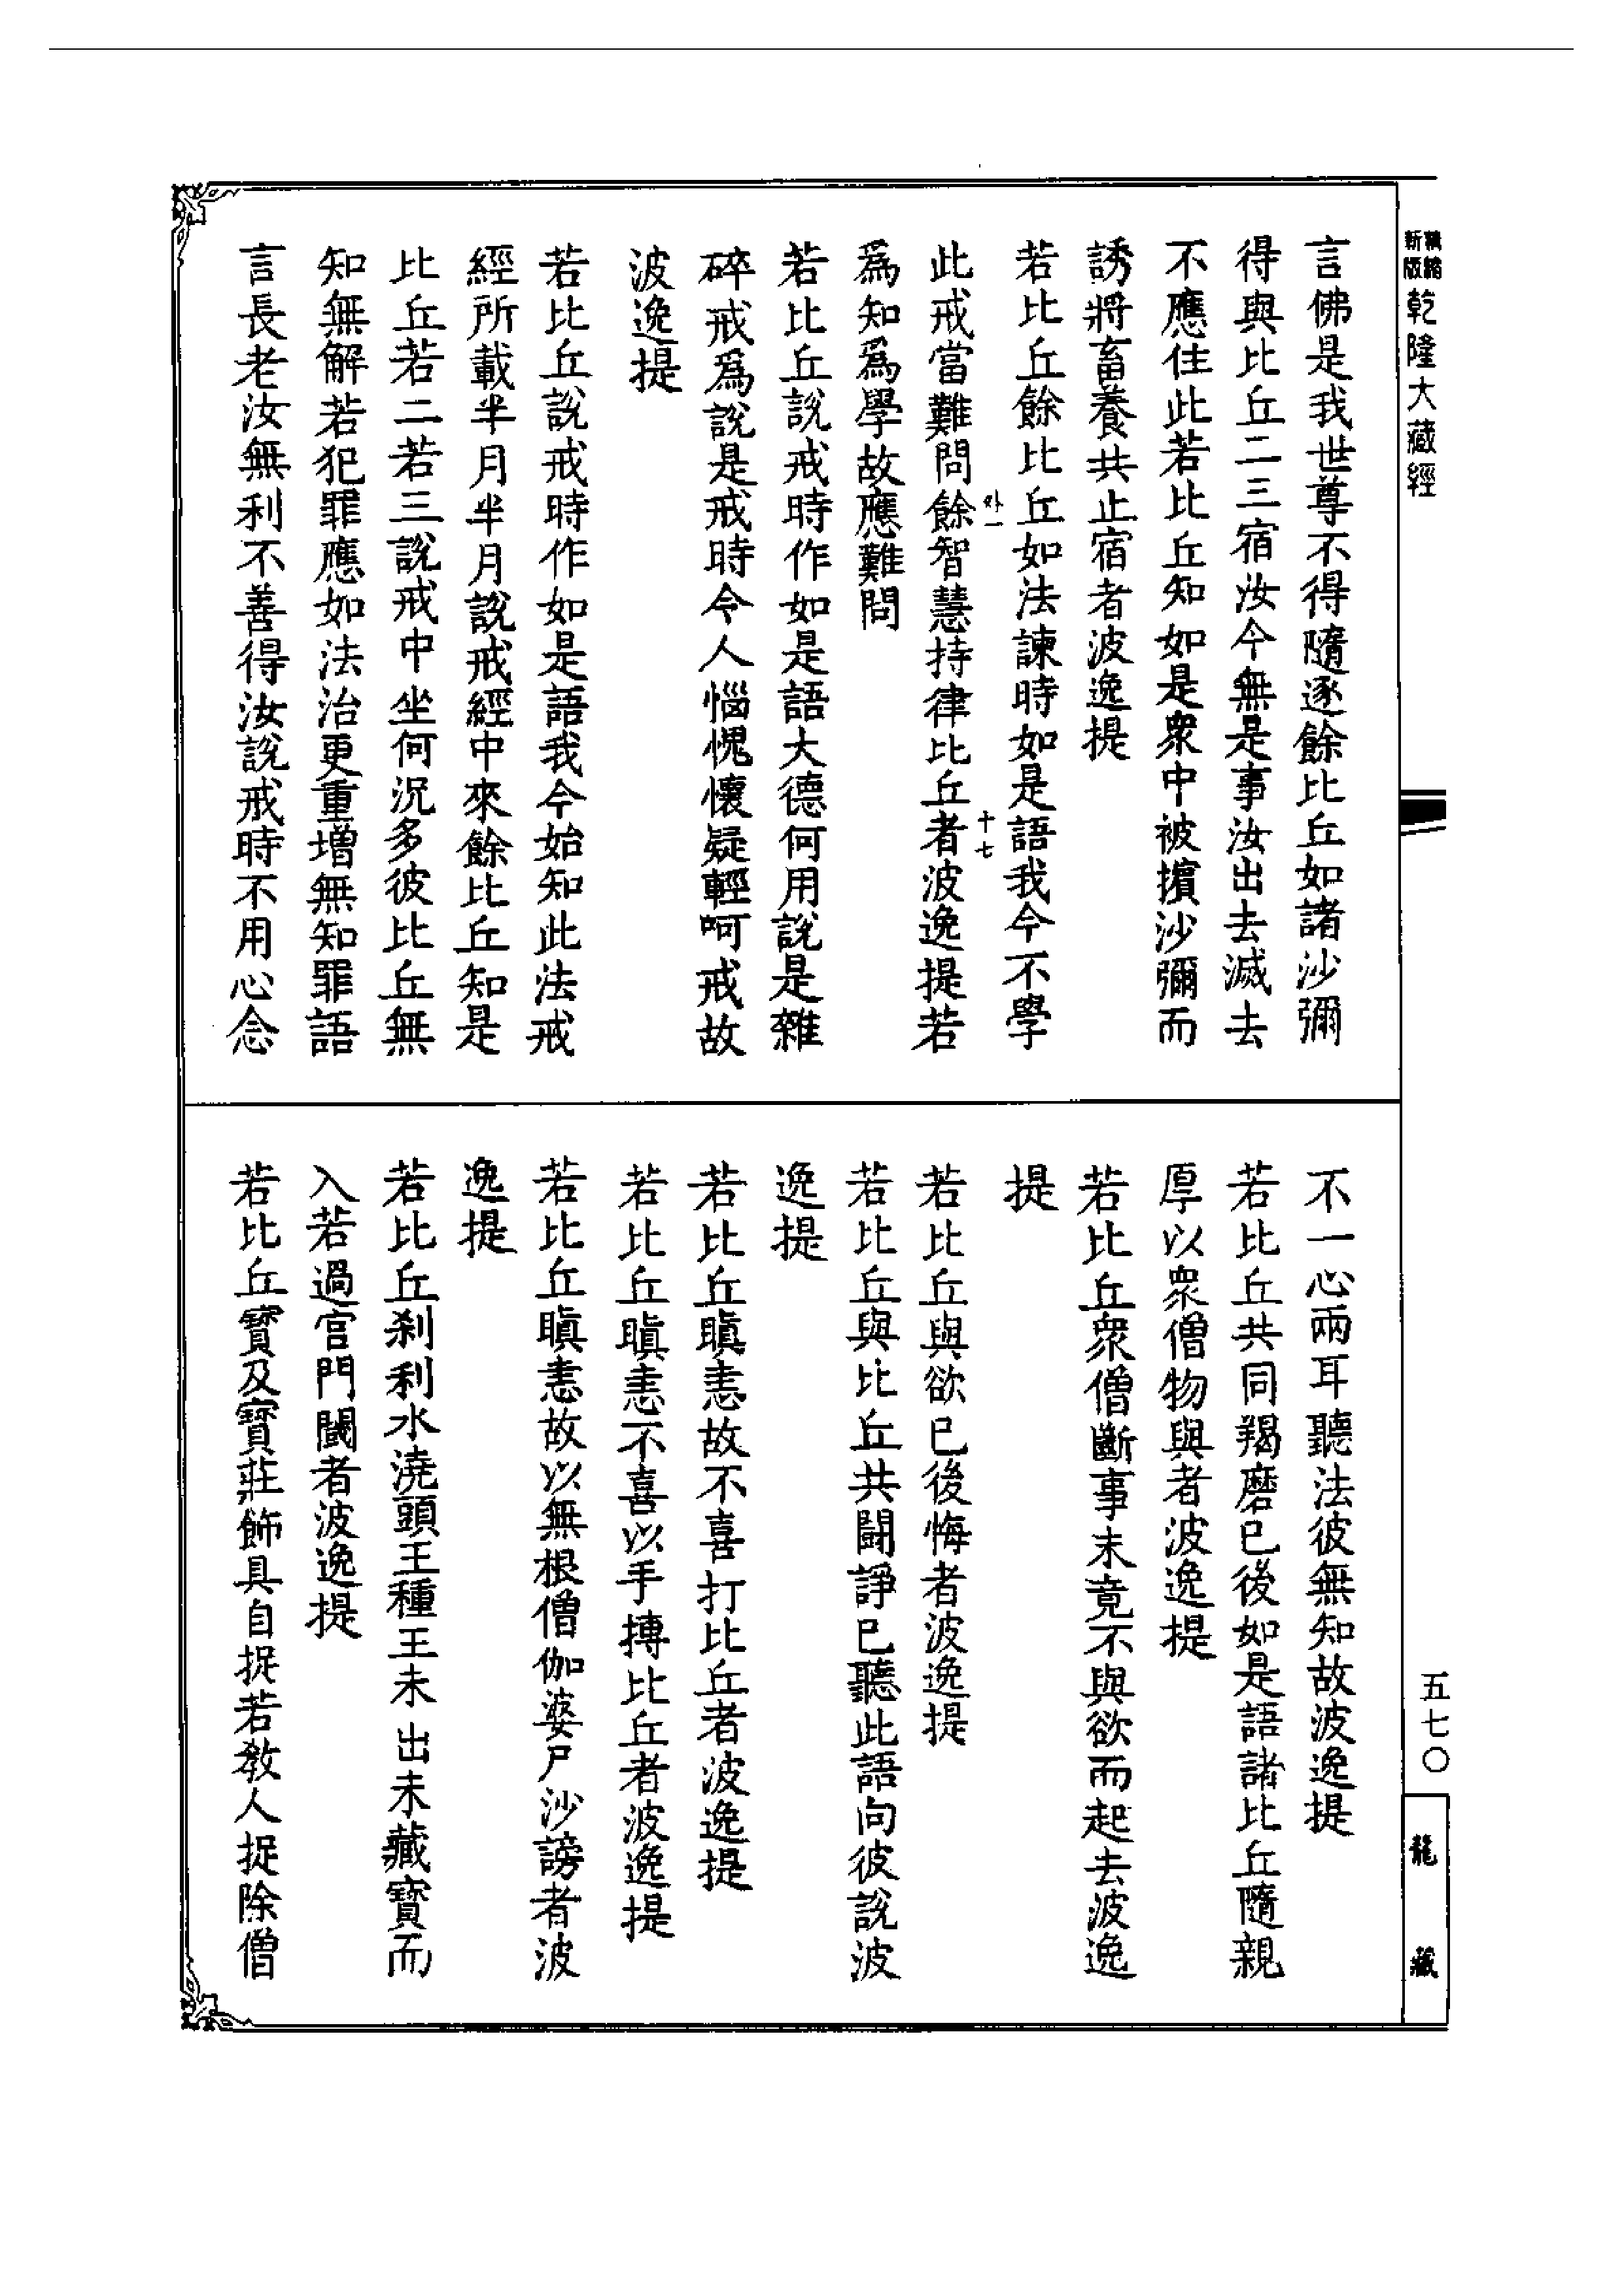 新版精縮乾隆大藏經
言佛是我世尊不得隨逐餘比丘如諸沙彌
得與比丘二三宿汝今無是事汝出去滅去
不應住此若比丘知如是衆中被擯沙彌而
誘將畜養共止宿者波逸提
若比丘餘比丘如法諫時如是語我今不學
外一
十七
此戒當難問餘智慧持律比丘者波逸提若
爲知爲學故應難問
若比丘說戒時作如是語大德何用說是雜
碎戒爲說是戒時令人惱愧懷疑輕呵戒故
波逸提
若比丘說戒時作如是語我今始知此法戒
經所載半月半月說戒經中來餘比丘知是
比丘若二若三說戒中坐何況多彼比丘無
知無解若犯罪應如法治更重增無知罪語
言長老汝無利不善得汝說戒時不用心念
不一心兩耳聽法彼無知故波逸提
若比丘共同羯磨已後如是語諸比丘隨親
厚以衆僧物與者波逸提
若比丘衆僧斷事未竟不與欲而起去波逸
提
若比丘與欲已後悔者波逸提
若比丘與比丘共鬪諍已聽此語向彼說波
逸提
若比丘瞋恚故不喜打比丘者波逸提
若比丘瞋恚不喜以手摶比丘者波逸提
若比丘瞋恚故以無根僧伽婆尸沙謗者波
逸提
若比丘刹利水澆頭王種王未出未藏寶而
入若過宮門閾者波逸提
若比丘寶及寶莊飾具自捉若教人捉除僧
五七〇
龍藏